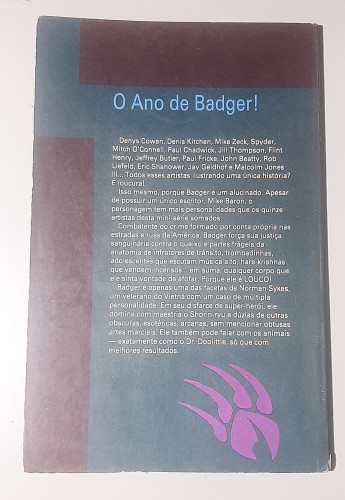 O Ano de Badger!
Denys Cowan, Denis Kitchen, Mike Zeck, Spyder,
Mitch O'Connell, Paul Chadwick, Jill Thompson, Flint
Henry, Jeffrey Butler, Paul Fricke, John Beatty, Rob
Liefeld, Eric Shanower, Jay Geldhof e Malcolm Jones
III... Todos esses artistas ilustrando uma única história?
É loucura!
Isso mesmo, porque Badger é um alucinado. Apesar
de possuir um único escritor, Mike Baron, o
personagem tem mais personalidades que os quinze
artistas desta mini-série somados.
Combatente do crime formado por conta própria nas
estradas e ruas da América, Badger força sua justiça
sanguinária contra o queixo e partes frágeis da
anatomia de infratores de trânsito, trombadinhas,
adolescentes que escutam música alto, hare-krishnas
que vendem incensos... em suma, qualquer corpo que
ele sinta vontade de afofar. Porque ele é LOUCO!
Badger é apenas uma das facetas de Norman Sykes,
um veterano do Vietnã com um caso de múltipla
personalidade. Em seu disfarce de super-herói, ele
domina com maestria o Shorin-ryu e dúzias de outras
obscuras, esotéricas, arcanas, sem mencionar obtusas
artes marciais. Ele também pode falar com os animais
— exatamente como o Dr. Doolittle, só que com
melhores resultados.